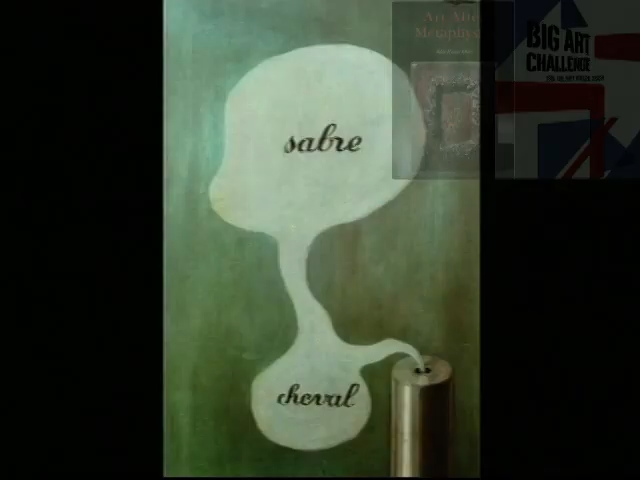 Art After
Metaphys
BIG ART
CHALLENGE
sabre
cheval